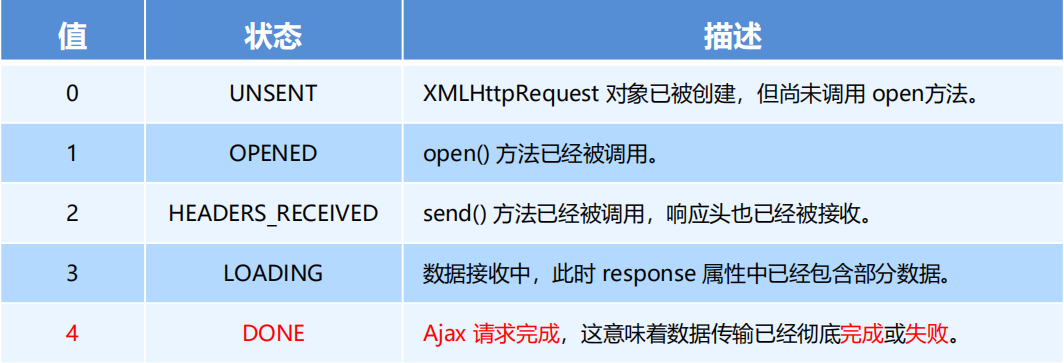 值 状态 描述
0 UNSENT XMLHttpRequest 对象已被创建，但尚未调用 open方法。
1 OPENED open() 方法已经被调用。
2 HEADERS_RECEIVED send() 方法已经被调用，响应头也已经被接收。
3 LOADING 数据接收中，此时 response 属性中已经包含部分数据。
4 DONE Ajax 请求完成，这意味着数据传输已经彻底完成或失败。